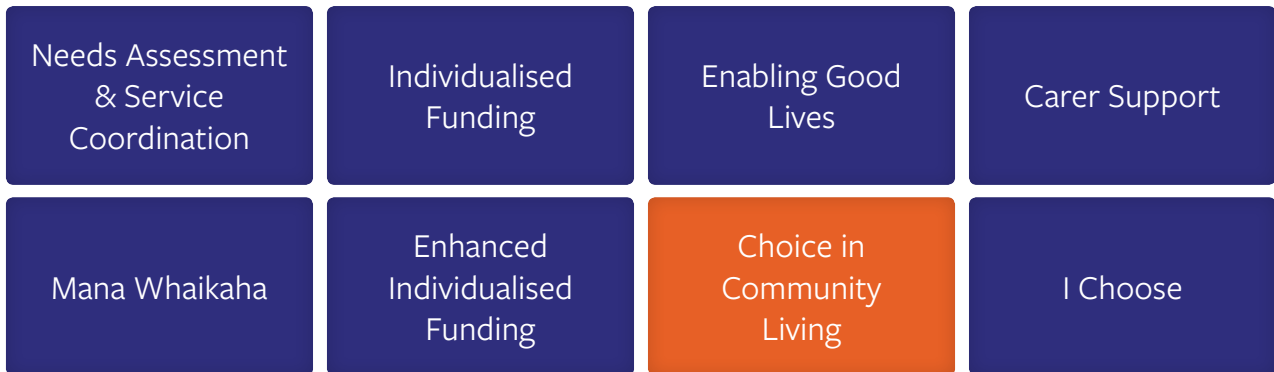 Needs Assessment
& Service
Coordination
Individualised
Funding
Enabling Good
Lives
Carer Support
Mana Whaikaha
Enhanced
Individualised
Funding
Choice in
Community
Living
I Choose